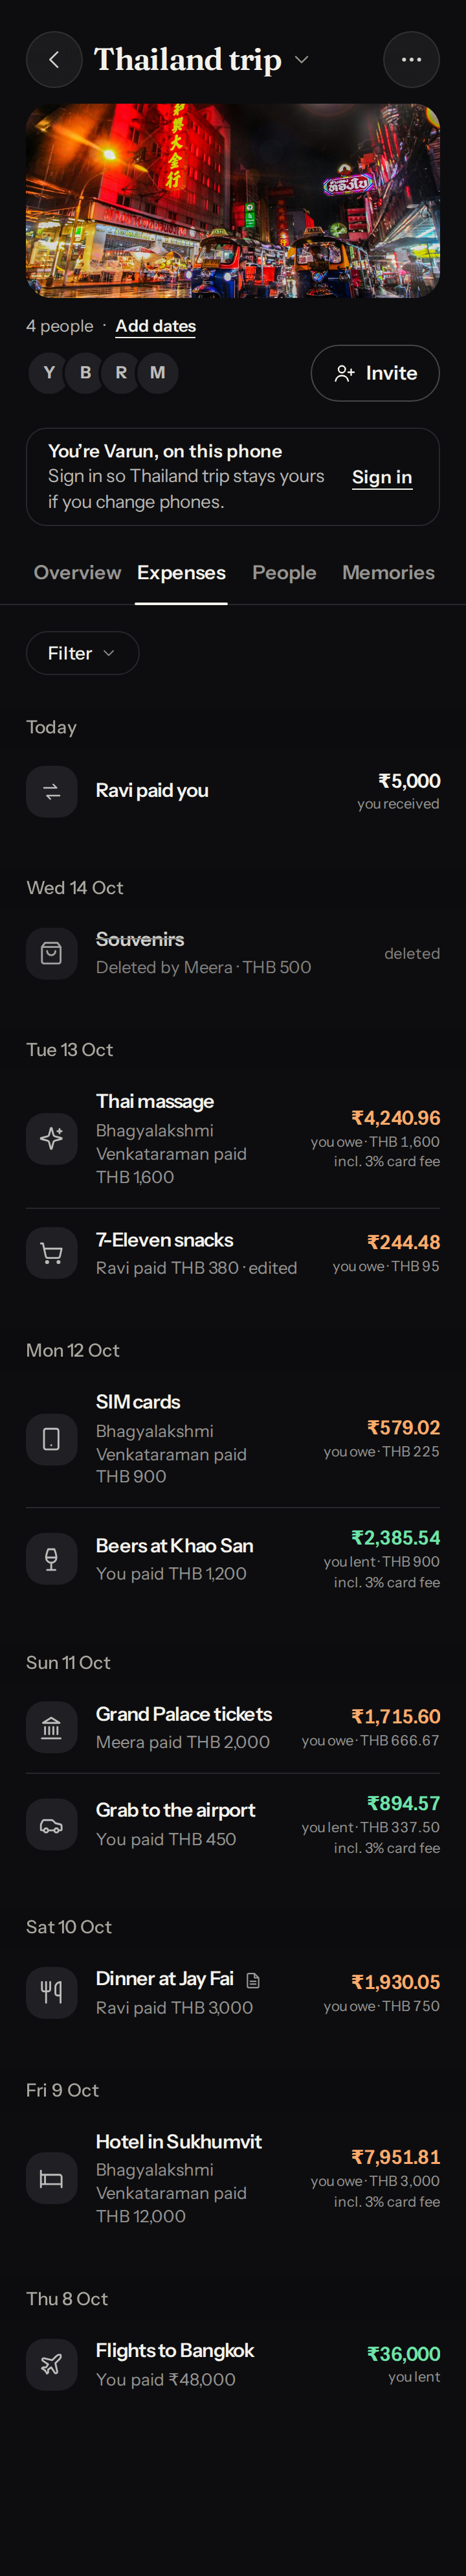 Thailand trip
和興大金行
ท่องไป
4 people · Add dates
Y B R M
Invite
You're Varun, on this phone
Sign in so Thailand trip stays yours
if you change phones.
Sign in
Overview Expenses People Memories
Filter
Today
Ravi paid you
₹5,000
you received
Wed 14 Oct
Souvenirs
Deleted by Meera · THB 500
deleted
Tue 13 Oct
Thai massage
Bhagyalakshmi
Venkataraman paid
THB 1,600
₹4,240.96
you owe · THB 1,600
incl. 3% card fee
7-Eleven snacks
Ravi paid THB 380 · edited
₹244.48
you owe · THB 95
Mon 12 Oct
SIM cards
Bhagyalakshmi
Venkataraman paid
THB 900
₹579.02
you owe · THB 225
Beers at Khao San
You paid THB 1,200
₹2,385.54
you lent · THB 900
incl. 3% card fee
Sun 11 Oct
Grand Palace tickets
Meera paid THB 2,000
₹1,715.60
you owe · THB 666.67
Grab to the airport
You paid THB 450
₹894.57
you lent · THB 337.50
incl. 3% card fee
Sat 10 Oct
Dinner at Jay Fai
Ravi paid THB 3,000
₹1,930.05
you owe · THB 750
Fri 9 Oct
Hotel in Sukhumvit
Bhagyalakshmi
Venkataraman paid
THB 12,000
₹7,951.81
you owe · THB 3,000
incl. 3% card fee
Thu 8 Oct
Flights to Bangkok
You paid ₹48,000
₹36,000
you lent